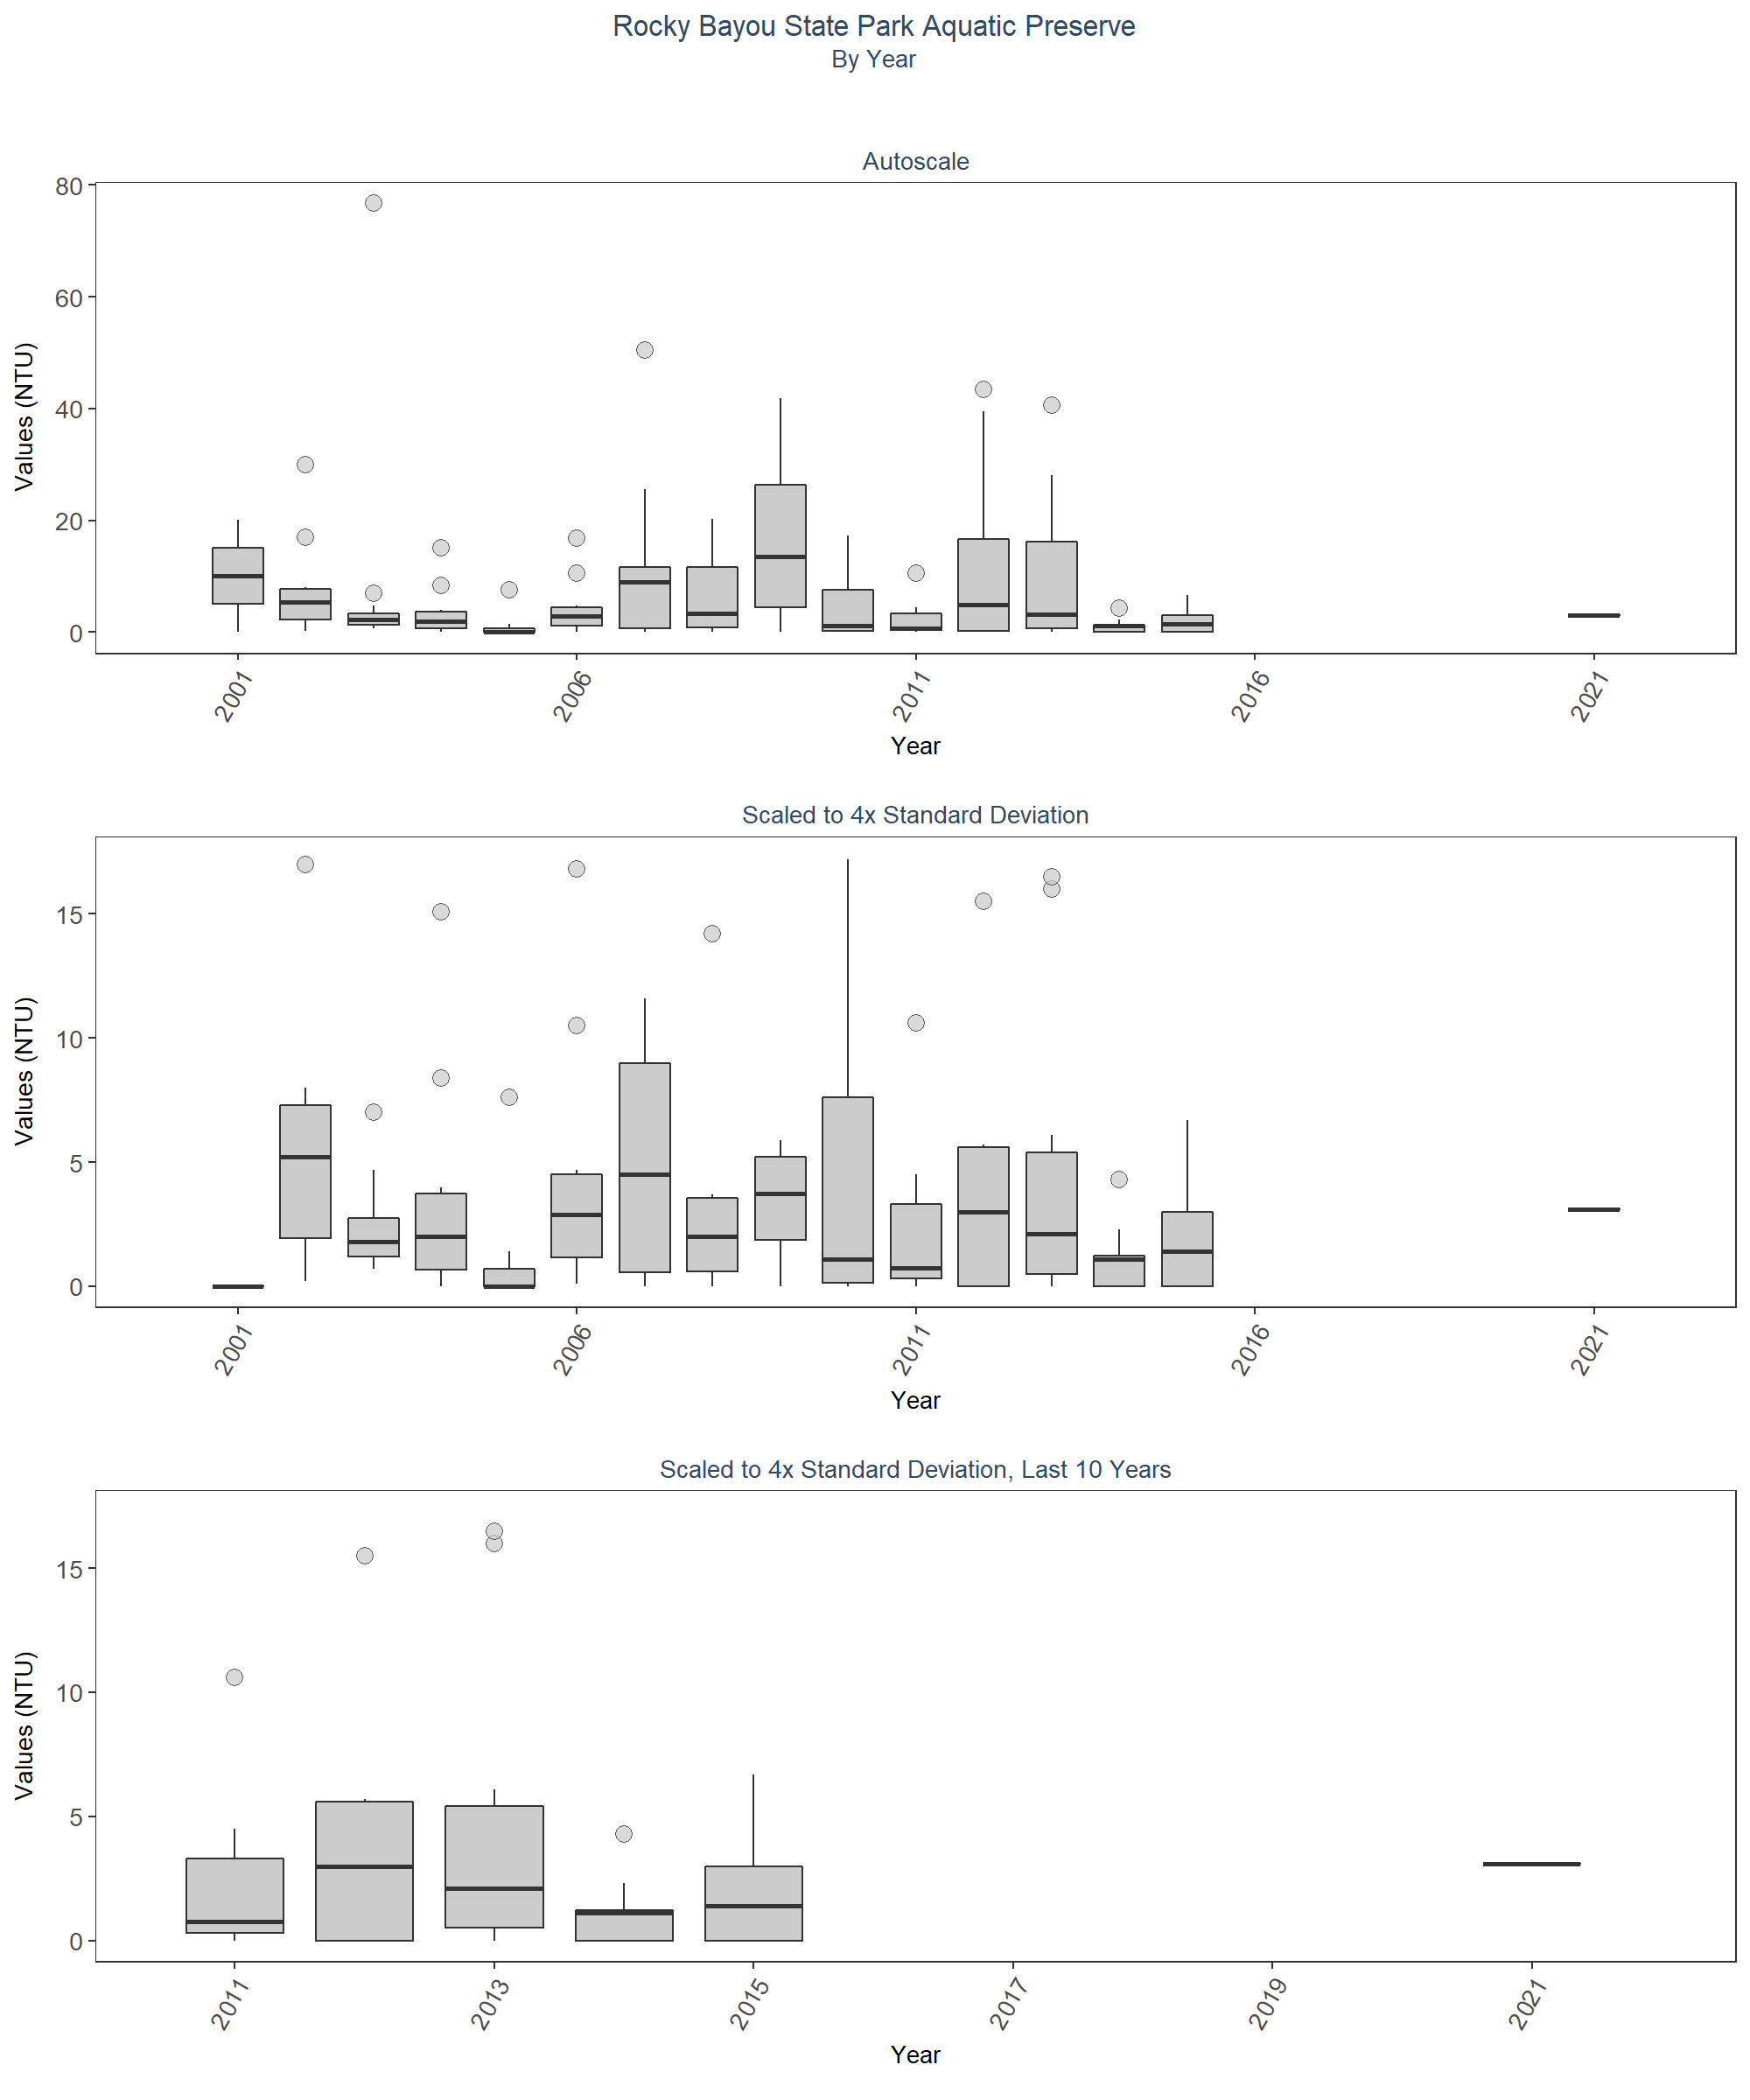 Rocky Bayou State Park Aquatic Preserve
By Year
Autoscale
80
60
40
20
0
Values (NTU)
2001
2006
2011
2016
2021
Year
Scaled to 4x Standard Deviation
15
10
5
0
Values (NTU)
2001
2006
2011
2016
2021
Year
Scaled to 4x Standard Deviation, Last 10 Years
15
10
5
0
Values (NTU)
2011
2013
2015
2017
2019
2021
Year